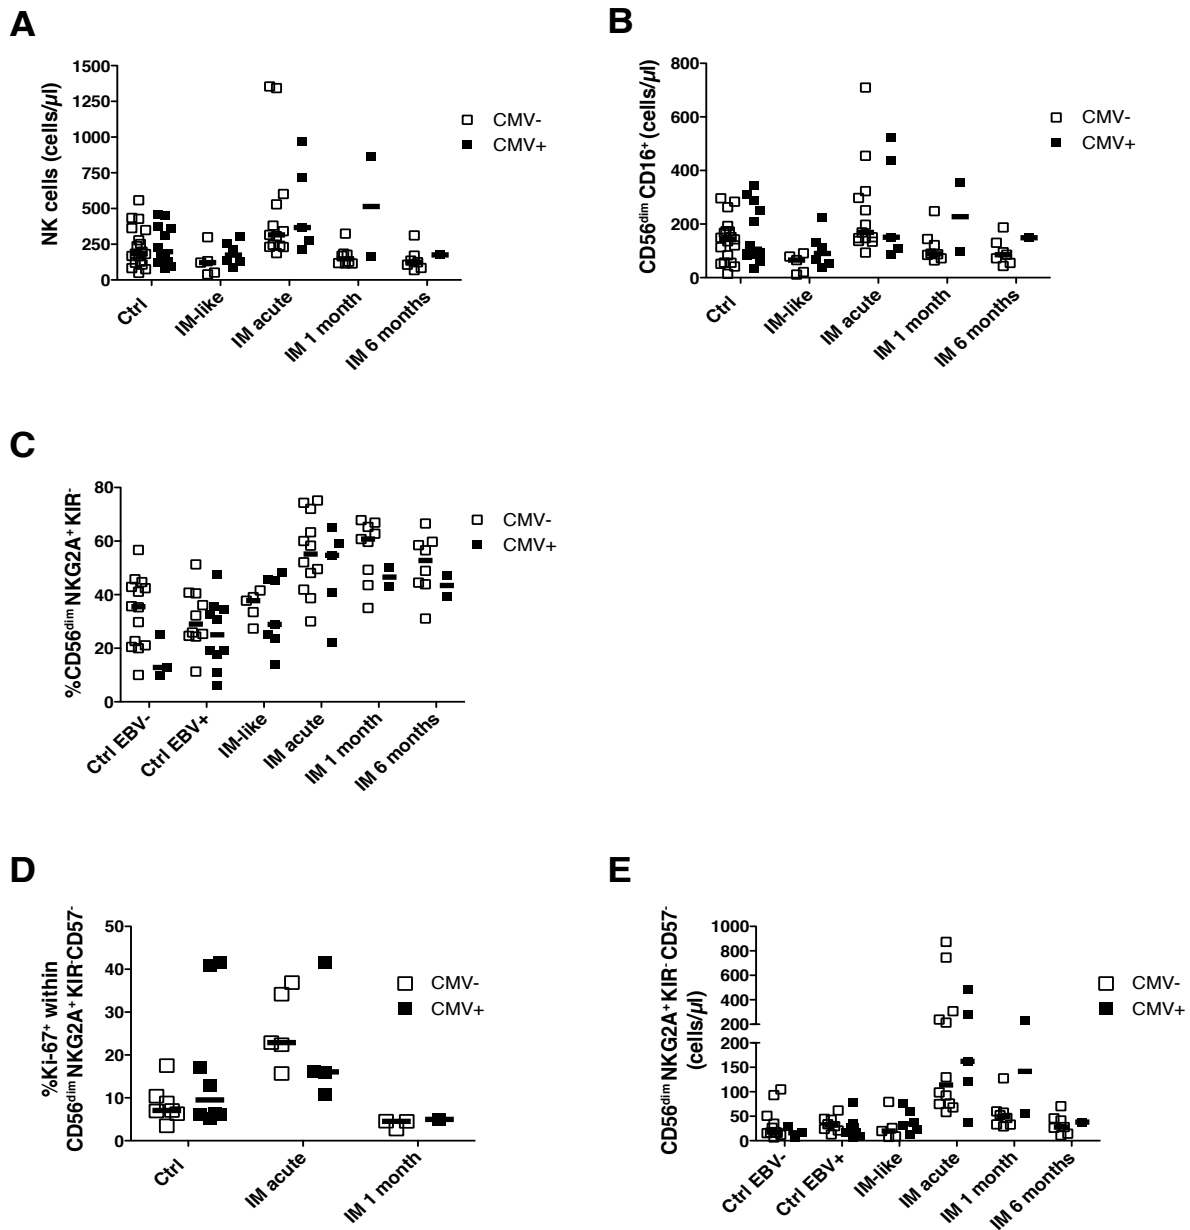 A
NK cells (cells/µl)
1500
1250
1000
750
500
250
0
Ctrl
IM-like
IM acute
IM 1 month
IM 6 months
CMV-
CMV+
B
CD56dim CD16+ (cells/µl)
800
600
400
200
0
Ctrl
IM-like
IM acute
IM 1 month
IM 6 months
CMV-
CMV+
C
%CD56dim NKG2A+ KIR-
80
60
40
20
0
Ctrl EBV-
Ctrl EBV+
IM-like
IM acute
IM 1 month
IM 6 months
CMV-
CMV+
D
%Ki-67+ within
CD56dim NKG2A+ KIR-CD57-
50
40
30
20
10
0
Ctrl
IM acute
IM 1 month
CMV-
CMV+
E
CD56dim NKG2A+ KIR- CD57-
(cells/µl)
1000
800
600
400
200
200
150
100
50
0
Ctrl EBV-
Ctrl EBV+
IM-like
IM acute
IM 1 month
IM 6 months
CMV-
CMV+